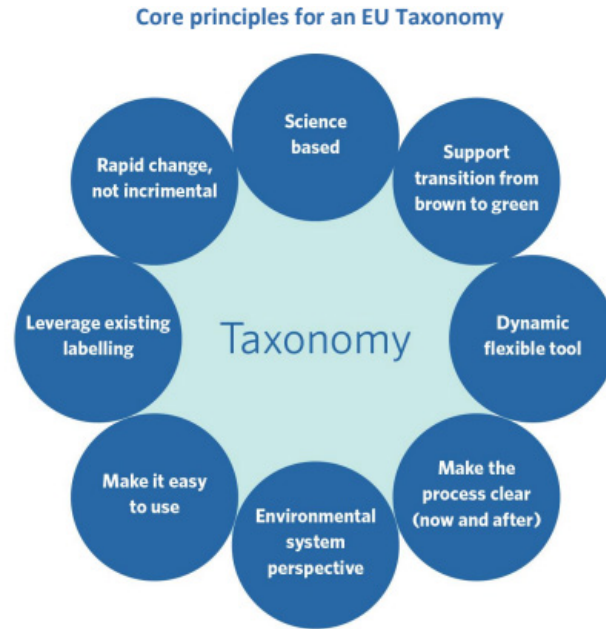 Core principles for an EU Taxonomy
Science
based
Support
transition from
brown to green
Dynamic
flexible tool
Make the
process clear
(now and after)
Environmental
system
perspective
Make it easy
to use
Leverage existing
labelling
Rapid change,
not incrimental
Taxonomy